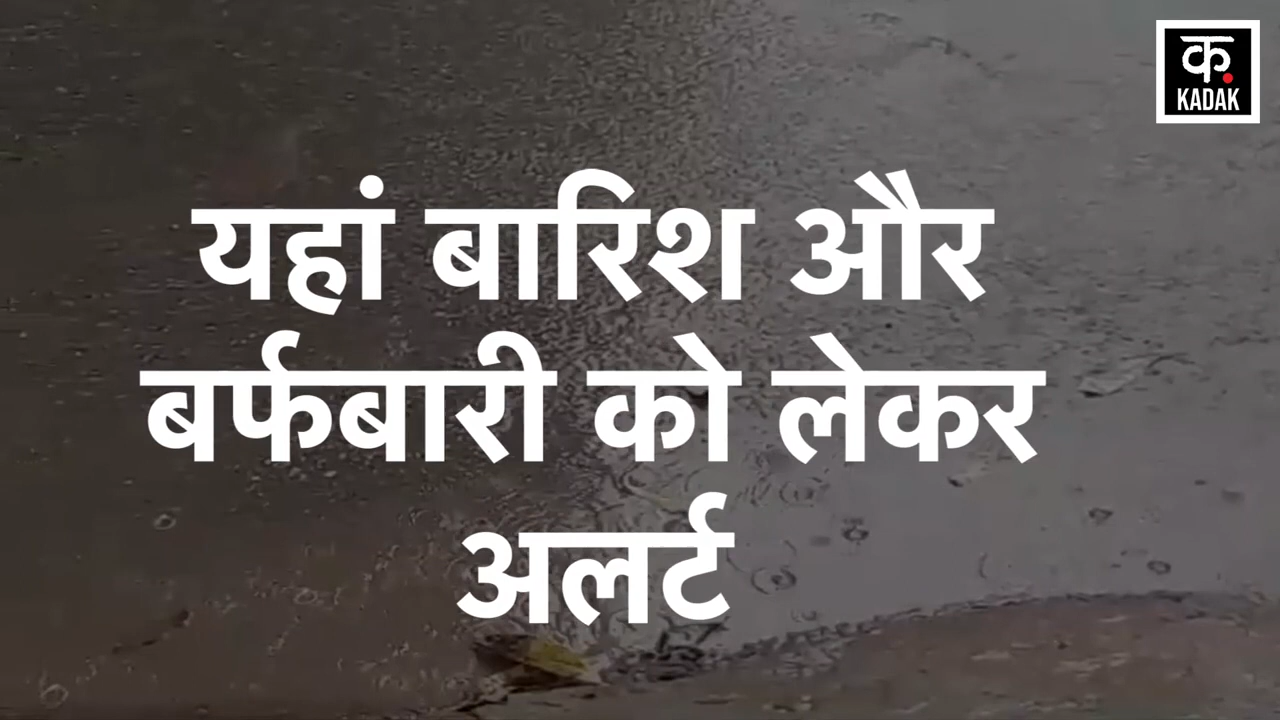 क.
KADAK
यहां बारिश और
बर्फबारी को लेकर
अलर्ट